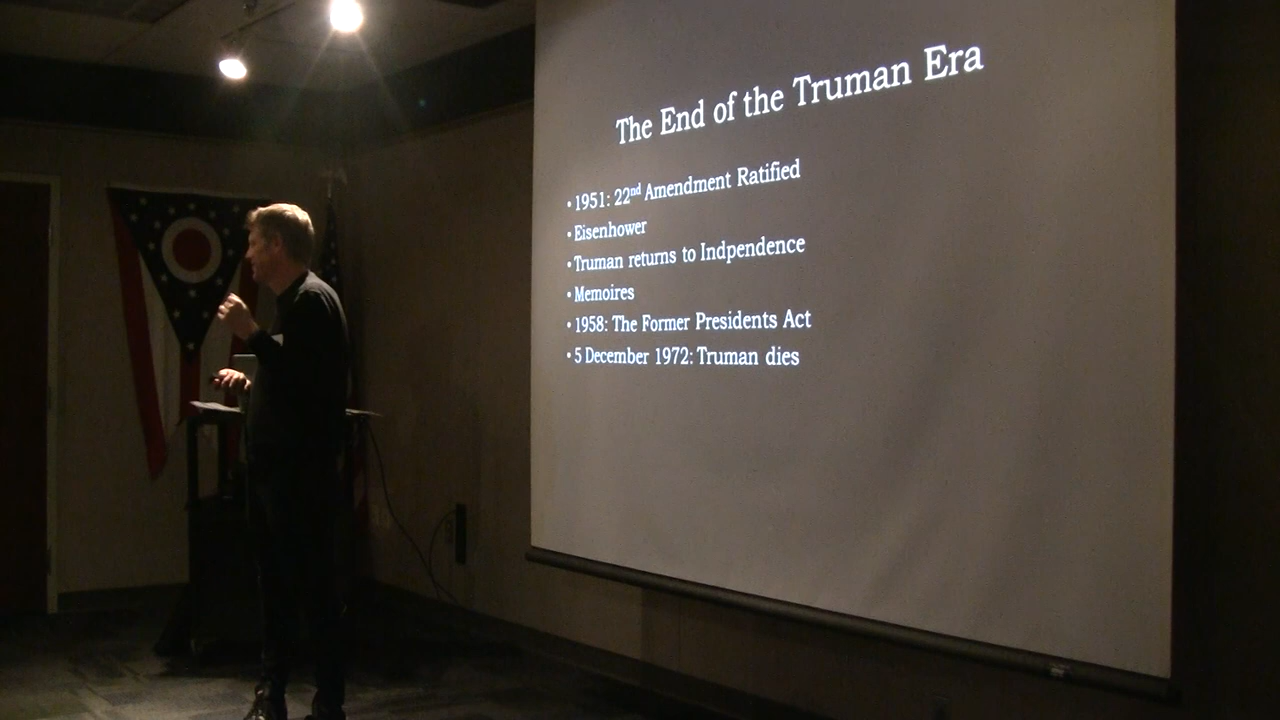 The End of the Truman Era
• 1951: 22nd Amendment Ratified
• Eisenhower
• Truman returns to Indpendence
• Memoires
• 1958: The Former Presidents Act
• 5 December 1972: Truman dies